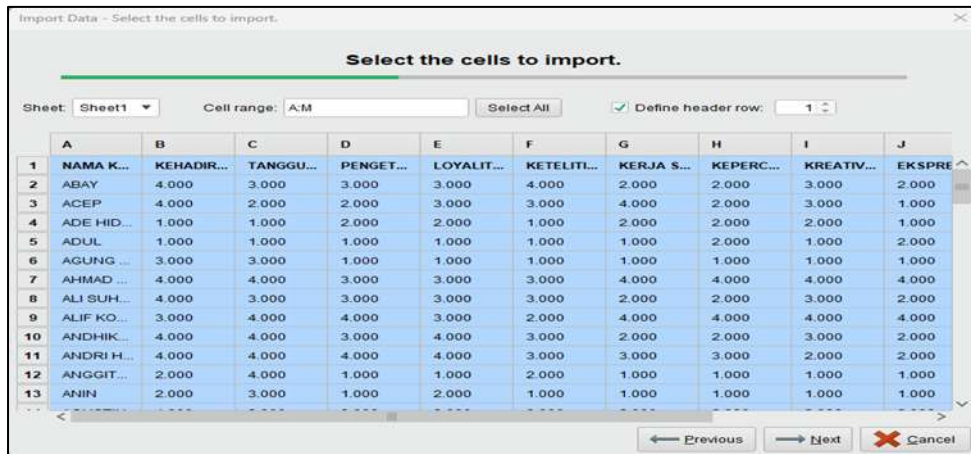 Import Data - Select the cells to import.
Select the cells to import.
Sheet: Sheet1 Cell range: A:M Select All Define header row: 1
A B C D E F G H I J
1 NAMA K... KEHADIR... TANGGU... PENGET... LOYALIT... KETELITI... KERJA S... KEPERC... KREATIV... EKSPRE
2 ABAY 4.000 3.000 3.000 3.000 4.000 2.000 2.000 3.000 2.000
3 ACEP 4.000 2.000 2.000 3.000 3.000 4.000 2.000 3.000 1.000
4 ADE HID... 1.000 1.000 2.000 2.000 1.000 2.000 2.000 2.000 1.000
5 ADUL 1.000 1.000 1.000 1.000 1.000 1.000 2.000 1.000 2.000
6 AGUNG ... 3.000 3.000 1.000 1.000 1.000 1.000 1.000 1.000 1.000
7 AHMAD ... 4.000 4.000 3.000 3.000 3.000 4.000 4.000 4.000 4.000
8 ALI SUH... 4.000 3.000 3.000 3.000 3.000 2.000 2.000 3.000 2.000
9 ALIF KO... 3.000 4.000 4.000 3.000 2.000 4.000 4.000 4.000 4.000
10 ANDHIK... 4.000 4.000 3.000 4.000 3.000 2.000 2.000 3.000 2.000
11 ANDRI H... 4.000 4.000 4.000 4.000 3.000 3.000 3.000 2.000 2.000
12 ANGGIT... 2.000 4.000 1.000 1.000 2.000 1.000 1.000 1.000 1.000
13 ANIN 2.000 3.000 1.000 2.000 1.000 1.000 1.000 1.000 1.000
Previous Next Cancel